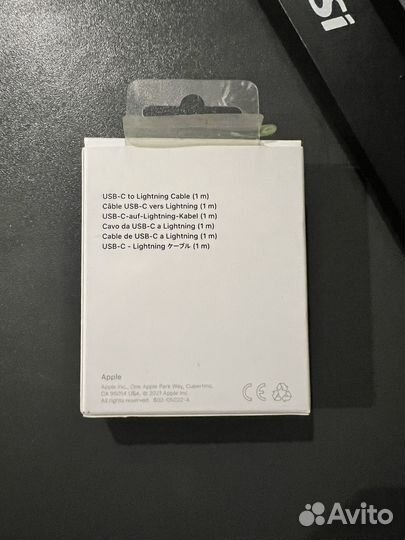 Si
USB-C to Lightning Cable (1 m)
Câble USB-C vers Lightning (1 m)
USB-C-auf-Lightning-Kabel (1 m)
Cavo da USB-C a Lightning (1 m)
Cable de USB-C a Lightning (1 m)
USB-C - Lightning ケーブル (1 m)
Apple
Apple Inc., One Apple Park Way, Cupertino,
CA 95014 USA. © 2021 Apple Inc.
All rights reserved.
CE
Avito